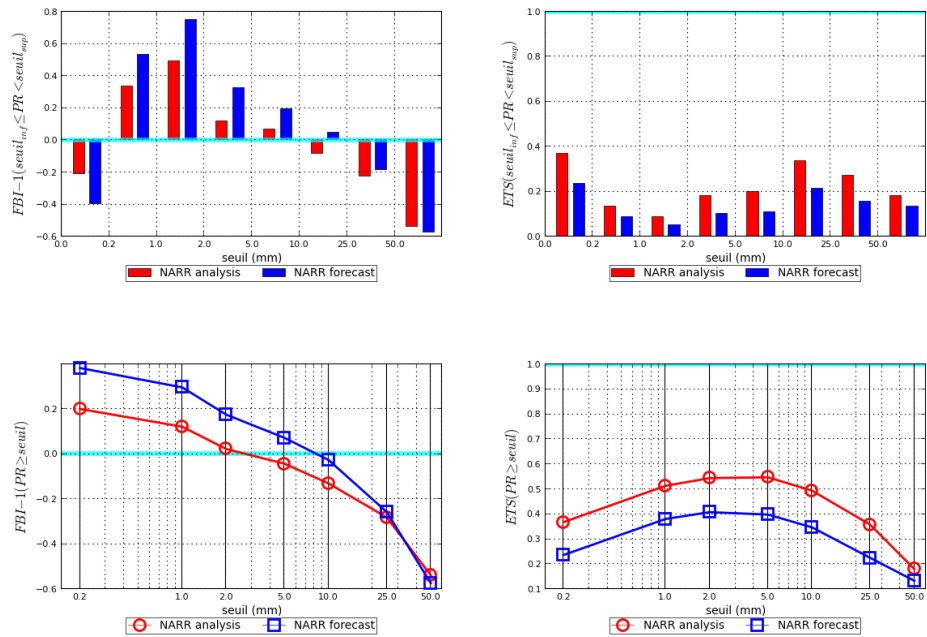 0.8
0.6
0.4
0.2
0.0
−0.2
−0.4
−0.6
FBI−1(seuil_inf ≤ PR < seuil_sup)
0.0 0.2 1.0 2.0 5.0 10.0 25.0 50.0
seuil (mm)
NARR analysis NARR forecast
1.0
0.8
0.6
0.4
0.2
0.0
ETS(seuil_inf ≤ PR < seuil_sup)
0.0 0.2 1.0 2.0 5.0 10.0 25.0 50.0
seuil (mm)
NARR analysis NARR forecast
0.2
0.0
−0.2
−0.4
−0.6
FBI−1(PR ≥ seuil)
0.2 1.0 2.0 5.0 10.0 25.0 50.0
seuil (mm)
NARR analysis NARR forecast
1.0
0.9
0.8
0.7
0.6
0.5
0.4
0.3
0.2
0.1
ETS(PR ≥ seuil)
0.2 1.0 2.0 5.0 10.0 25.0 50.0
seuil (mm)
NARR analysis NARR forecast